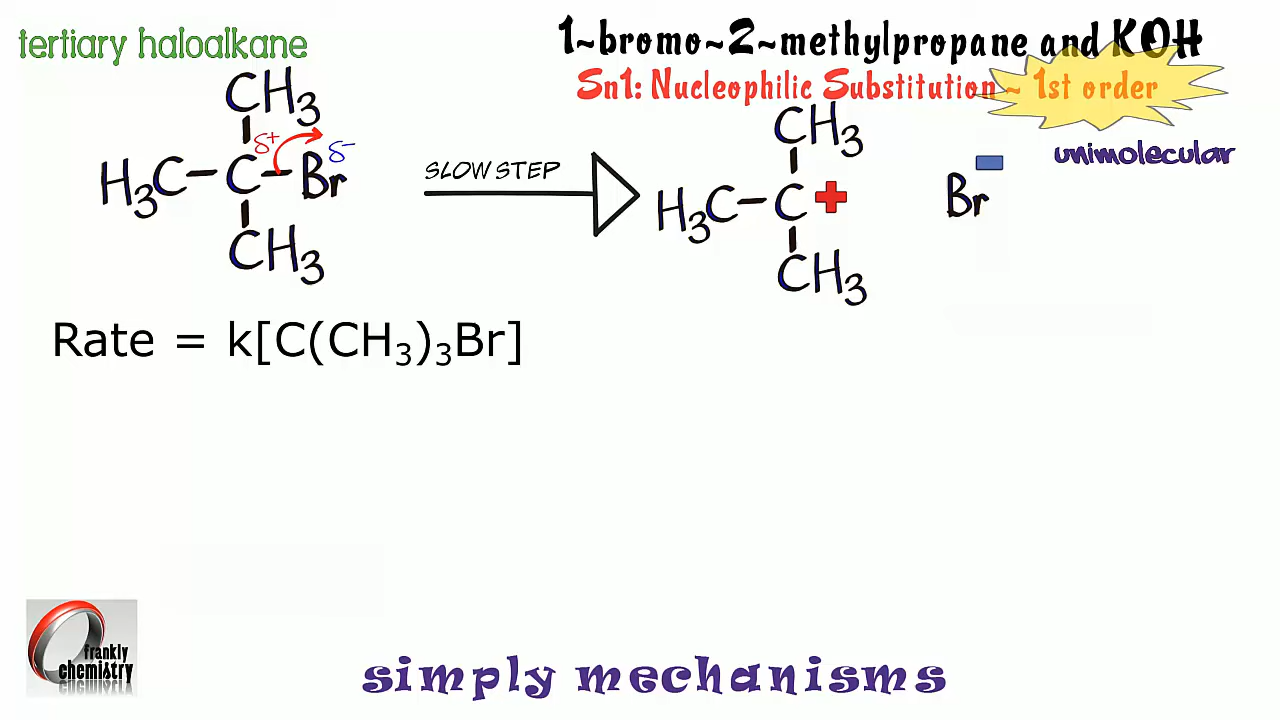 tertiary haloalkane
1~bromo~2~methylpropane and KOH
Sn1: Nucleophilic Substitution ~ 1st order
unimolecular
CH3
δ+ δ-
H3C C Br
CH3
SLOW STEP
CH3
H3C C +
CH3
Br -
Rate = k[C(CH₃)₃Br]
frankly
chemistry
simply mechanisms